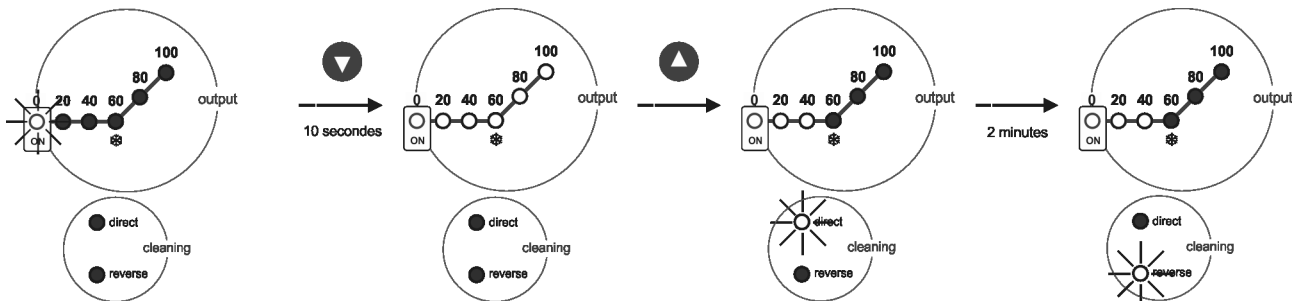 100
80
0 20 40 60
output
ON
direct
cleaning
reverse
10 secondes
100
80
0 20 40 60
output
ON
direct
cleaning
reverse
100
80
0 20 40 60
output
ON
direct
cleaning
reverse
2 minutes
100
80
0 20 40 60
output
ON
direct
cleaning
reverse